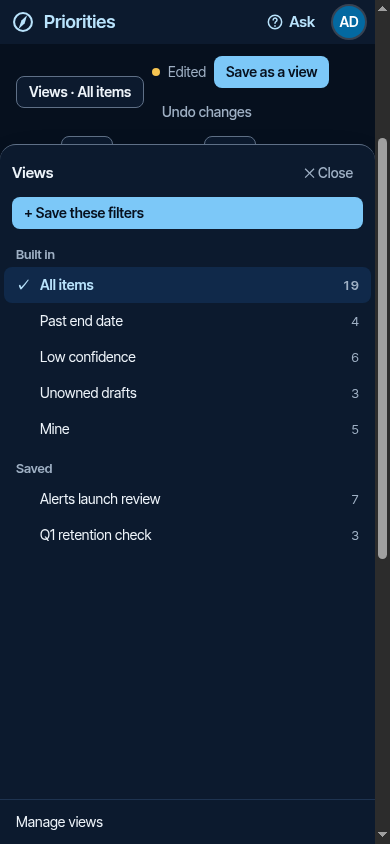 Priorities
Ask
AD
Views · All items
Edited
Save as a view
Undo changes
Views
Close
+ Save these filters
Built in
✓ All items 19
Past end date 4
Low confidence 6
Unowned drafts 3
Mine 5
Saved
Alerts launch review 7
Q1 retention check 3
Manage views